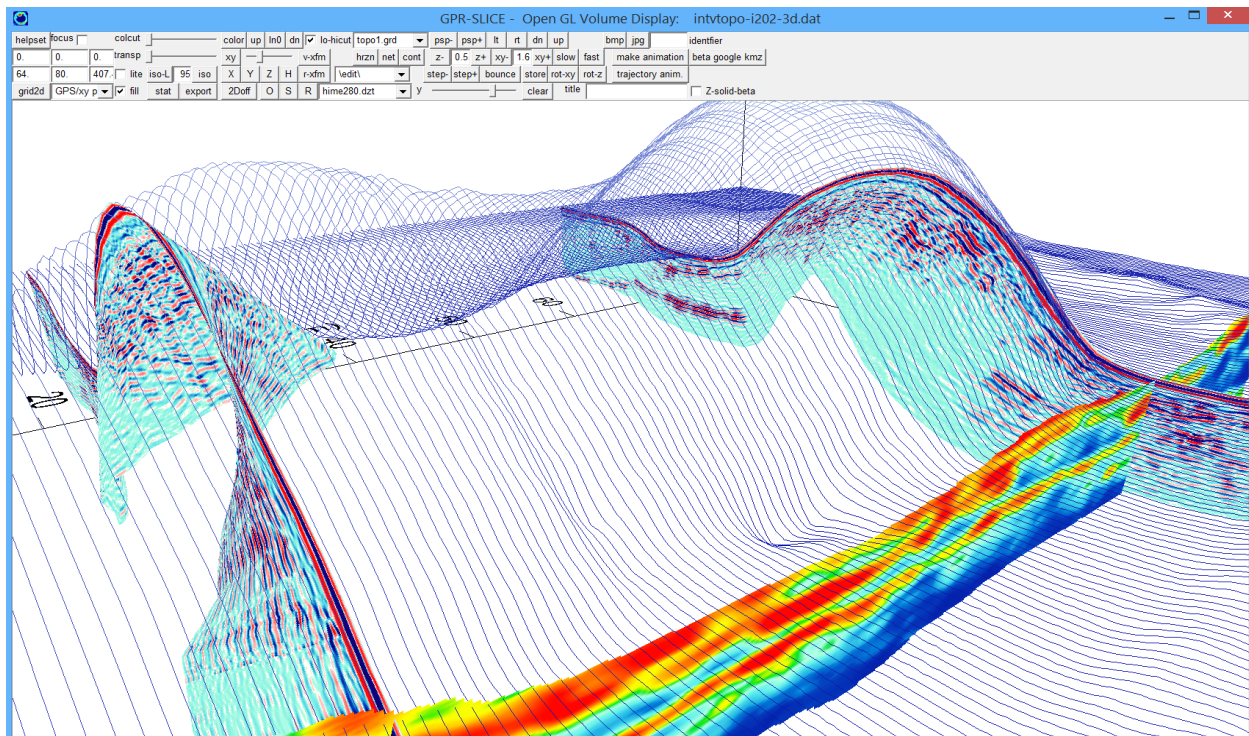 GPR-SLICE - Open GL Volume Display: intvtopo-i202-3d.dat
helpset focus colcut color up ln0 dn lo-hicut topo1.grd psp- psp+ lt rt dn up bmp jpg identfier
0. 0. 0. transp xy v-xfm hrzn net cont z- 0.5 z+ xy- 1.6 xy+ slow fast make animation beta google kmz
64. 80. 407. lite iso-L 95 iso X Y Z H r-xfm \edit\ step- step+ bounce store rot-xy rot-z trajectory anim.
grid2d GPS/xy p fill stat export 2Doff O S R hime280.dzt y clear title Z-solid-beta
60
40
20